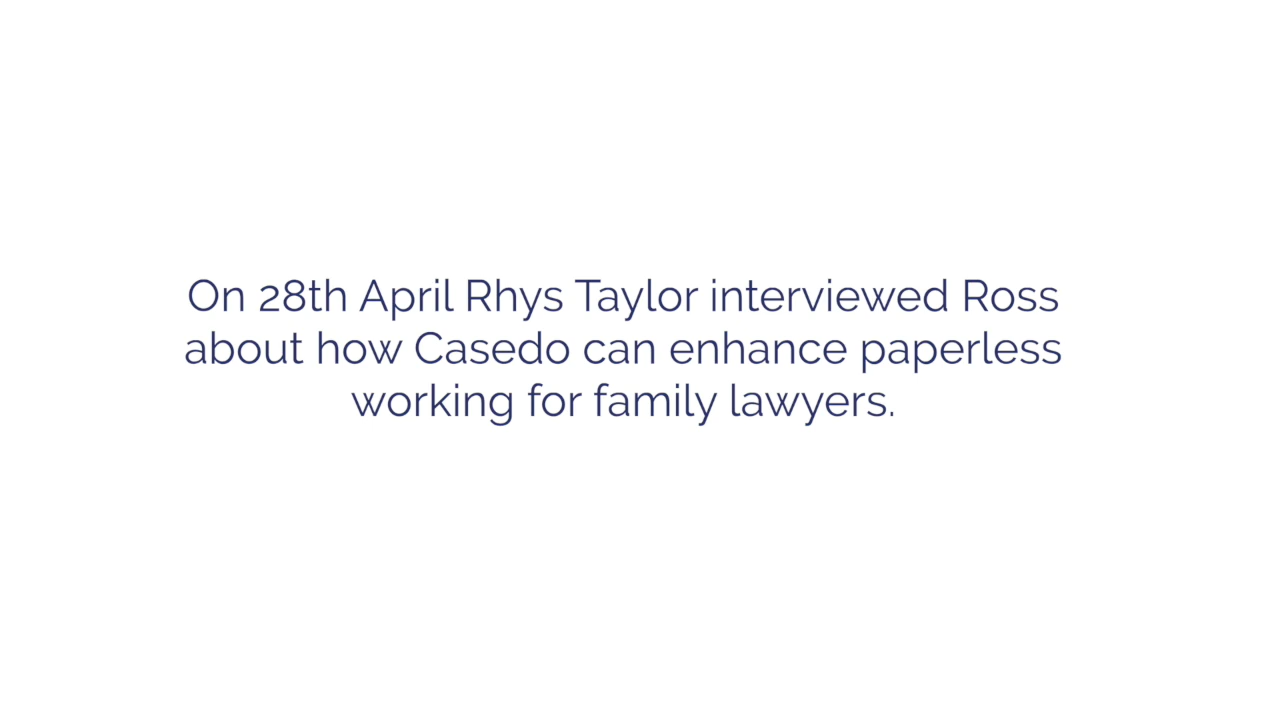 On 28th April Rhys Taylor interviewed Ross
about how Casedo can enhance paperless
working for family lawyers.